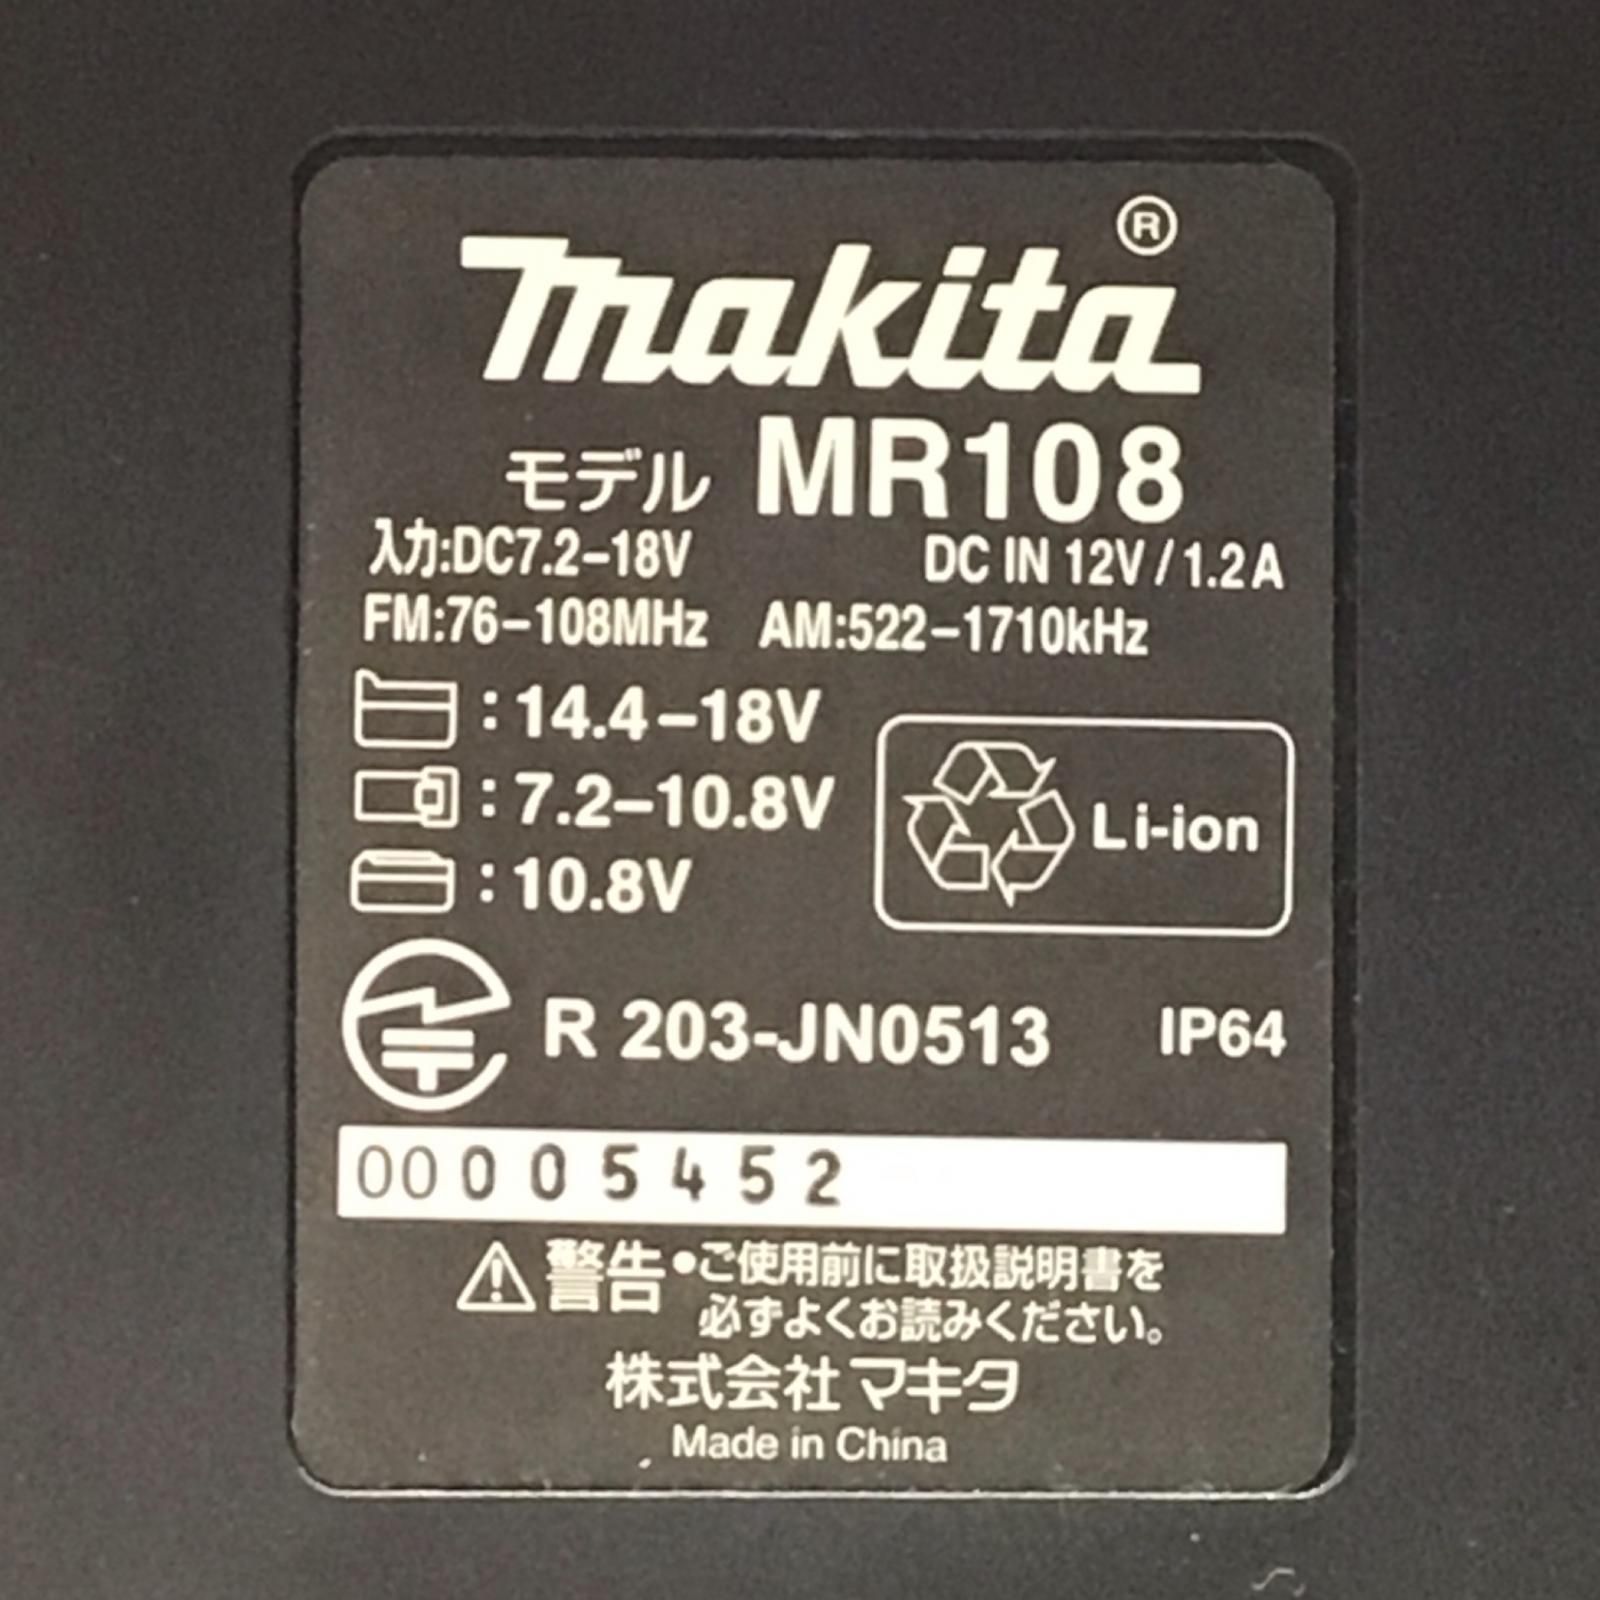 makita®
モデル MR108
入力:DC7.2-18V DC IN 12V/1.2A
FM:76-108MHz AM:522-1710kHz
:14.4-18V
:7.2-10.8V
Li-ion
:10.8V
R 203-JN0513 IP64
00005452
警告 •ご使用前に取扱説明書を
必ずよくお読みください。
株式会社マキタ
Made in China